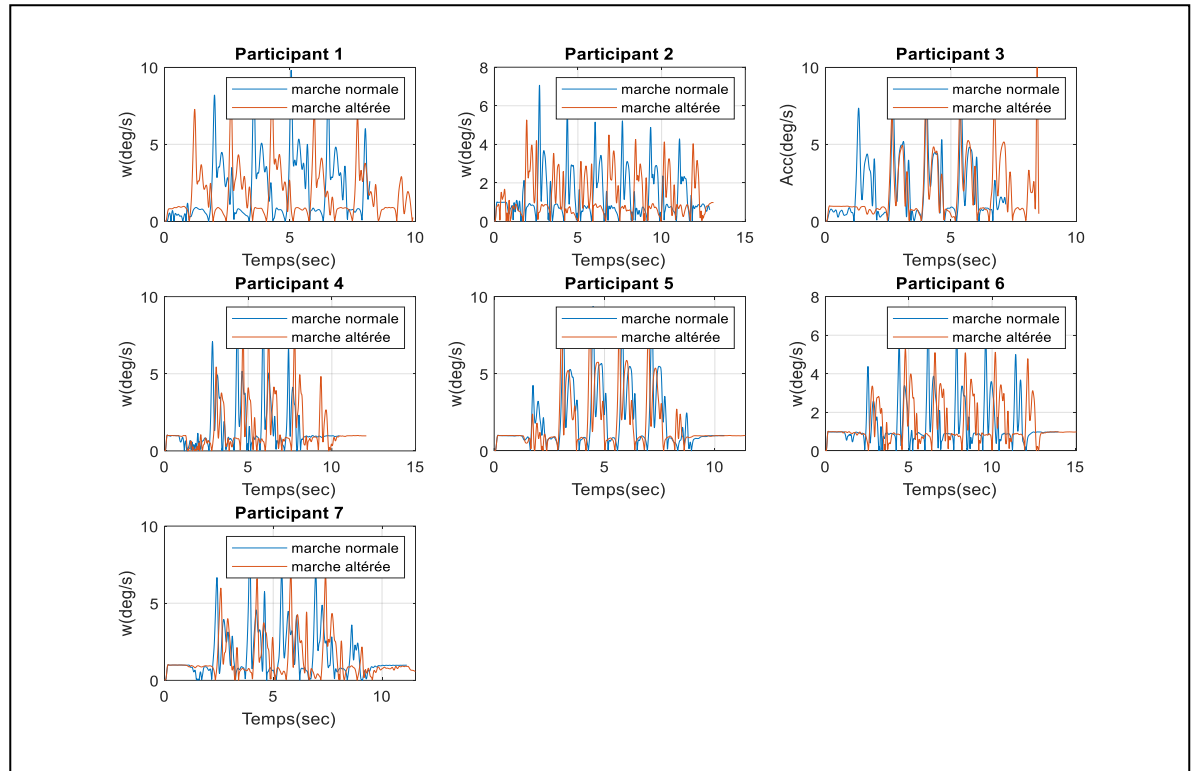 Participant 1
10
5
0
w(deg/s)
marche normale
marche altérée
0 5 10
Temps(sec)
Participant 2
8
6
4
2
0
w(deg/s)
marche normale
marche altérée
0 5 10 15
Temps(sec)
Participant 3
10
5
0
Acc(deg/s)
marche normale
marche altérée
0 5 10
Temps(sec)
Participant 4
10
5
0
w(deg/s)
marche normale
marche altérée
0 5 10 15
Temps(sec)
Participant 5
10
5
0
w(deg/s)
marche normale
marche altérée
0 5 10
Temps(sec)
Participant 6
8
6
4
2
0
w(deg/s)
marche normale
marche altérée
0 5 10 15
Temps(sec)
Participant 7
10
5
0
w(deg/s)
marche normale
marche altérée
0 5 10
Temps(sec)